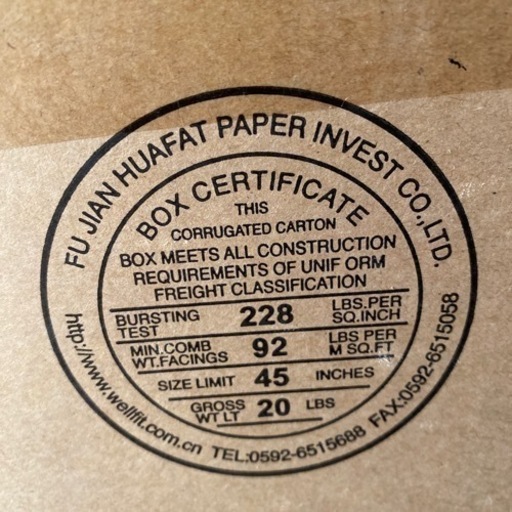 FU JIAN HUAFAT PAPER INVEST CO.,LTD.
BOX CERTIFICATE
THIS
CORRUGATED CARTON
BOX MEETS ALL CONSTRUCTION
REQUIREMENTS OF UNIF ORM
FREIGHT CLASSIFICATION
BURSTING TEST 228 LBS.PER SQ.INCH
MIN.COMB WT.FACINGS 92 LBS PER M SQ.FT
SIZE LIMIT 45 INCHES
GROSS WT LT 20 LBS
http://www.wellfit.com.cn TEL:0592-6515688 FAX:0592-6515058